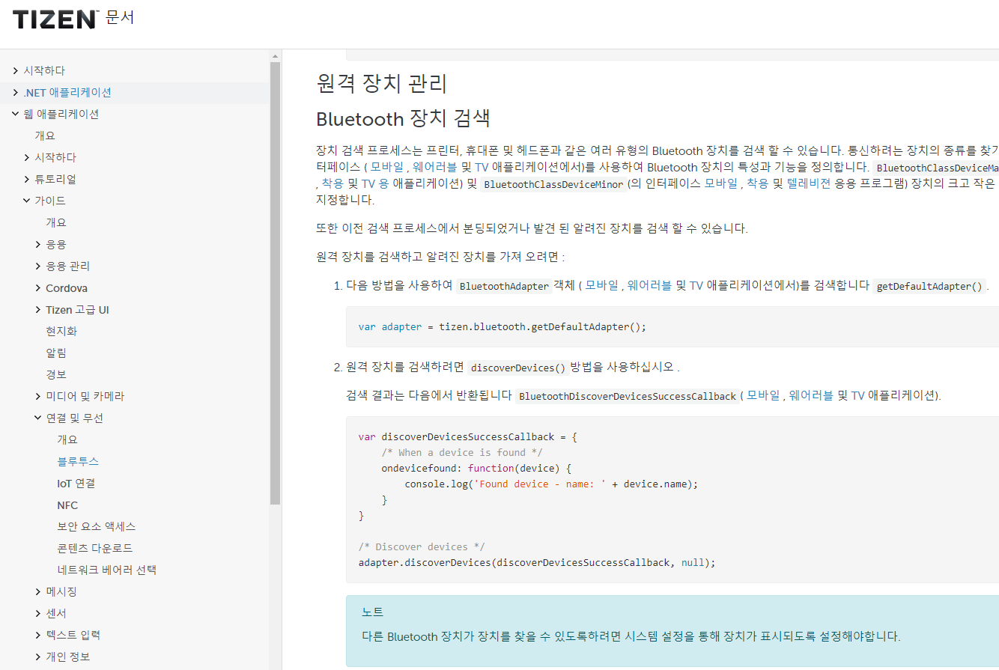 TIZEN™ 문서
시작하다
.NET 애플리케이션
웹 애플리케이션
개요
시작하다
튜토리얼
가이드
개요
응용
응용 관리
Cordova
Tizen 고급 UI
현지화
알림
경보
미디어 및 카메라
연결 및 무선
개요
블루투스
IoT 연결
NFC
보안 요소 액세스
콘텐츠 다운로드
네트워크 베어러 선택
메시징
센서
텍스트 입력
개인 정보
원격 장치 관리
Bluetooth 장치 검색
장치 검색 프로세스는 프린터, 휴대폰 및 헤드폰과 같은 여러 유형의 Bluetooth 장치를 검색 할 수 있습니다. 통신하려는 장치의 종류를 찾기
터페이스 ( 모바일 , 웨어러블 및 TV 애플리케이션에서)를 사용하여 Bluetooth 장치의 특성과 기능을 정의합니다. BluetoothClassDeviceMa
, 착용 및 TV 용 애플리케이션) 및 BluetoothClassDeviceMinor (의 인터페이스 모바일 , 착용 및 텔레비젼 응용 프로그램) 장치의 크고 작은
지정합니다.
또한 이전 검색 프로세스에서 본딩되었거나 발견 된 알려진 장치를 검색 할 수 있습니다.
원격 장치를 검색하고 알려진 장치를 가져 오려면 :
1. 다음 방법을 사용하여 BluetoothAdapter 객체 ( 모바일 , 웨어러블 및 TV 애플리케이션에서)를 검색합니다 getDefaultAdapter() .
var adapter = tizen.bluetooth.getDefaultAdapter();
2. 원격 장치를 검색하려면 discoverDevices() 방법을 사용하십시오 .
검색 결과는 다음에서 반환됩니다 BluetoothDiscoverDevicesSuccessCallback ( 모바일 , 웨어러블 및 TV 애플리케이션).
var discoverDevicesSuccessCallback = {
/* When a device is found */
ondevicefound: function(device) {
console.log('Found device - name: ' + device.name);
}
}
/* Discover devices */
adapter.discoverDevices(discoverDevicesSuccessCallback, null);
노트
다른 Bluetooth 장치가 장치를 찾을 수 있도록하려면 시스템 설정을 통해 장치가 표시되도록 설정해야합니다.